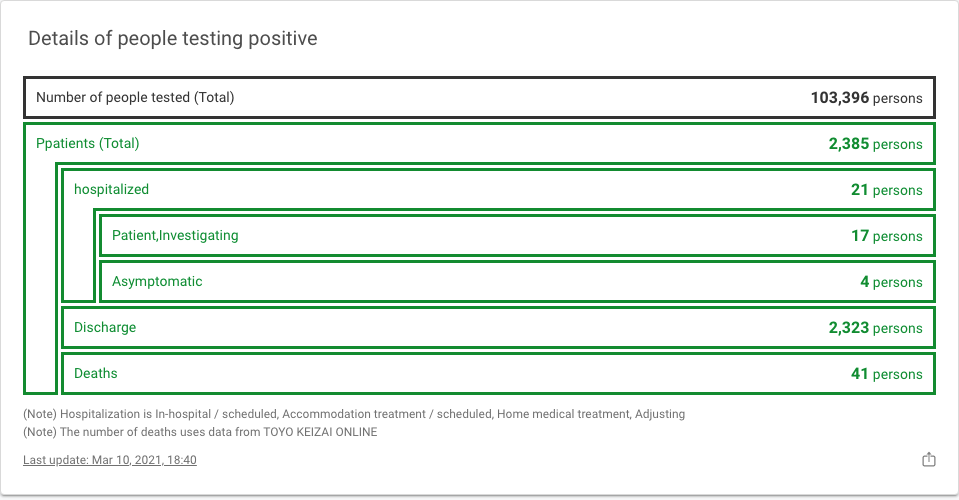 Details of people testing positive
Number of people tested (Total) 103,396 persons
Ppatients (Total) 2,385 persons
hospitalized 21 persons
Patient,Investigating 17 persons
Asymptomatic 4 persons
Discharge 2,323 persons
Deaths 41 persons
(Note) Hospitalization is In-hospital / scheduled, Accommodation treatment / scheduled, Home medical treatment, Adjusting
(Note) The number of deaths uses data from TOYO KEIZAI ONLINE
Last update: Mar 10, 2021, 18:40